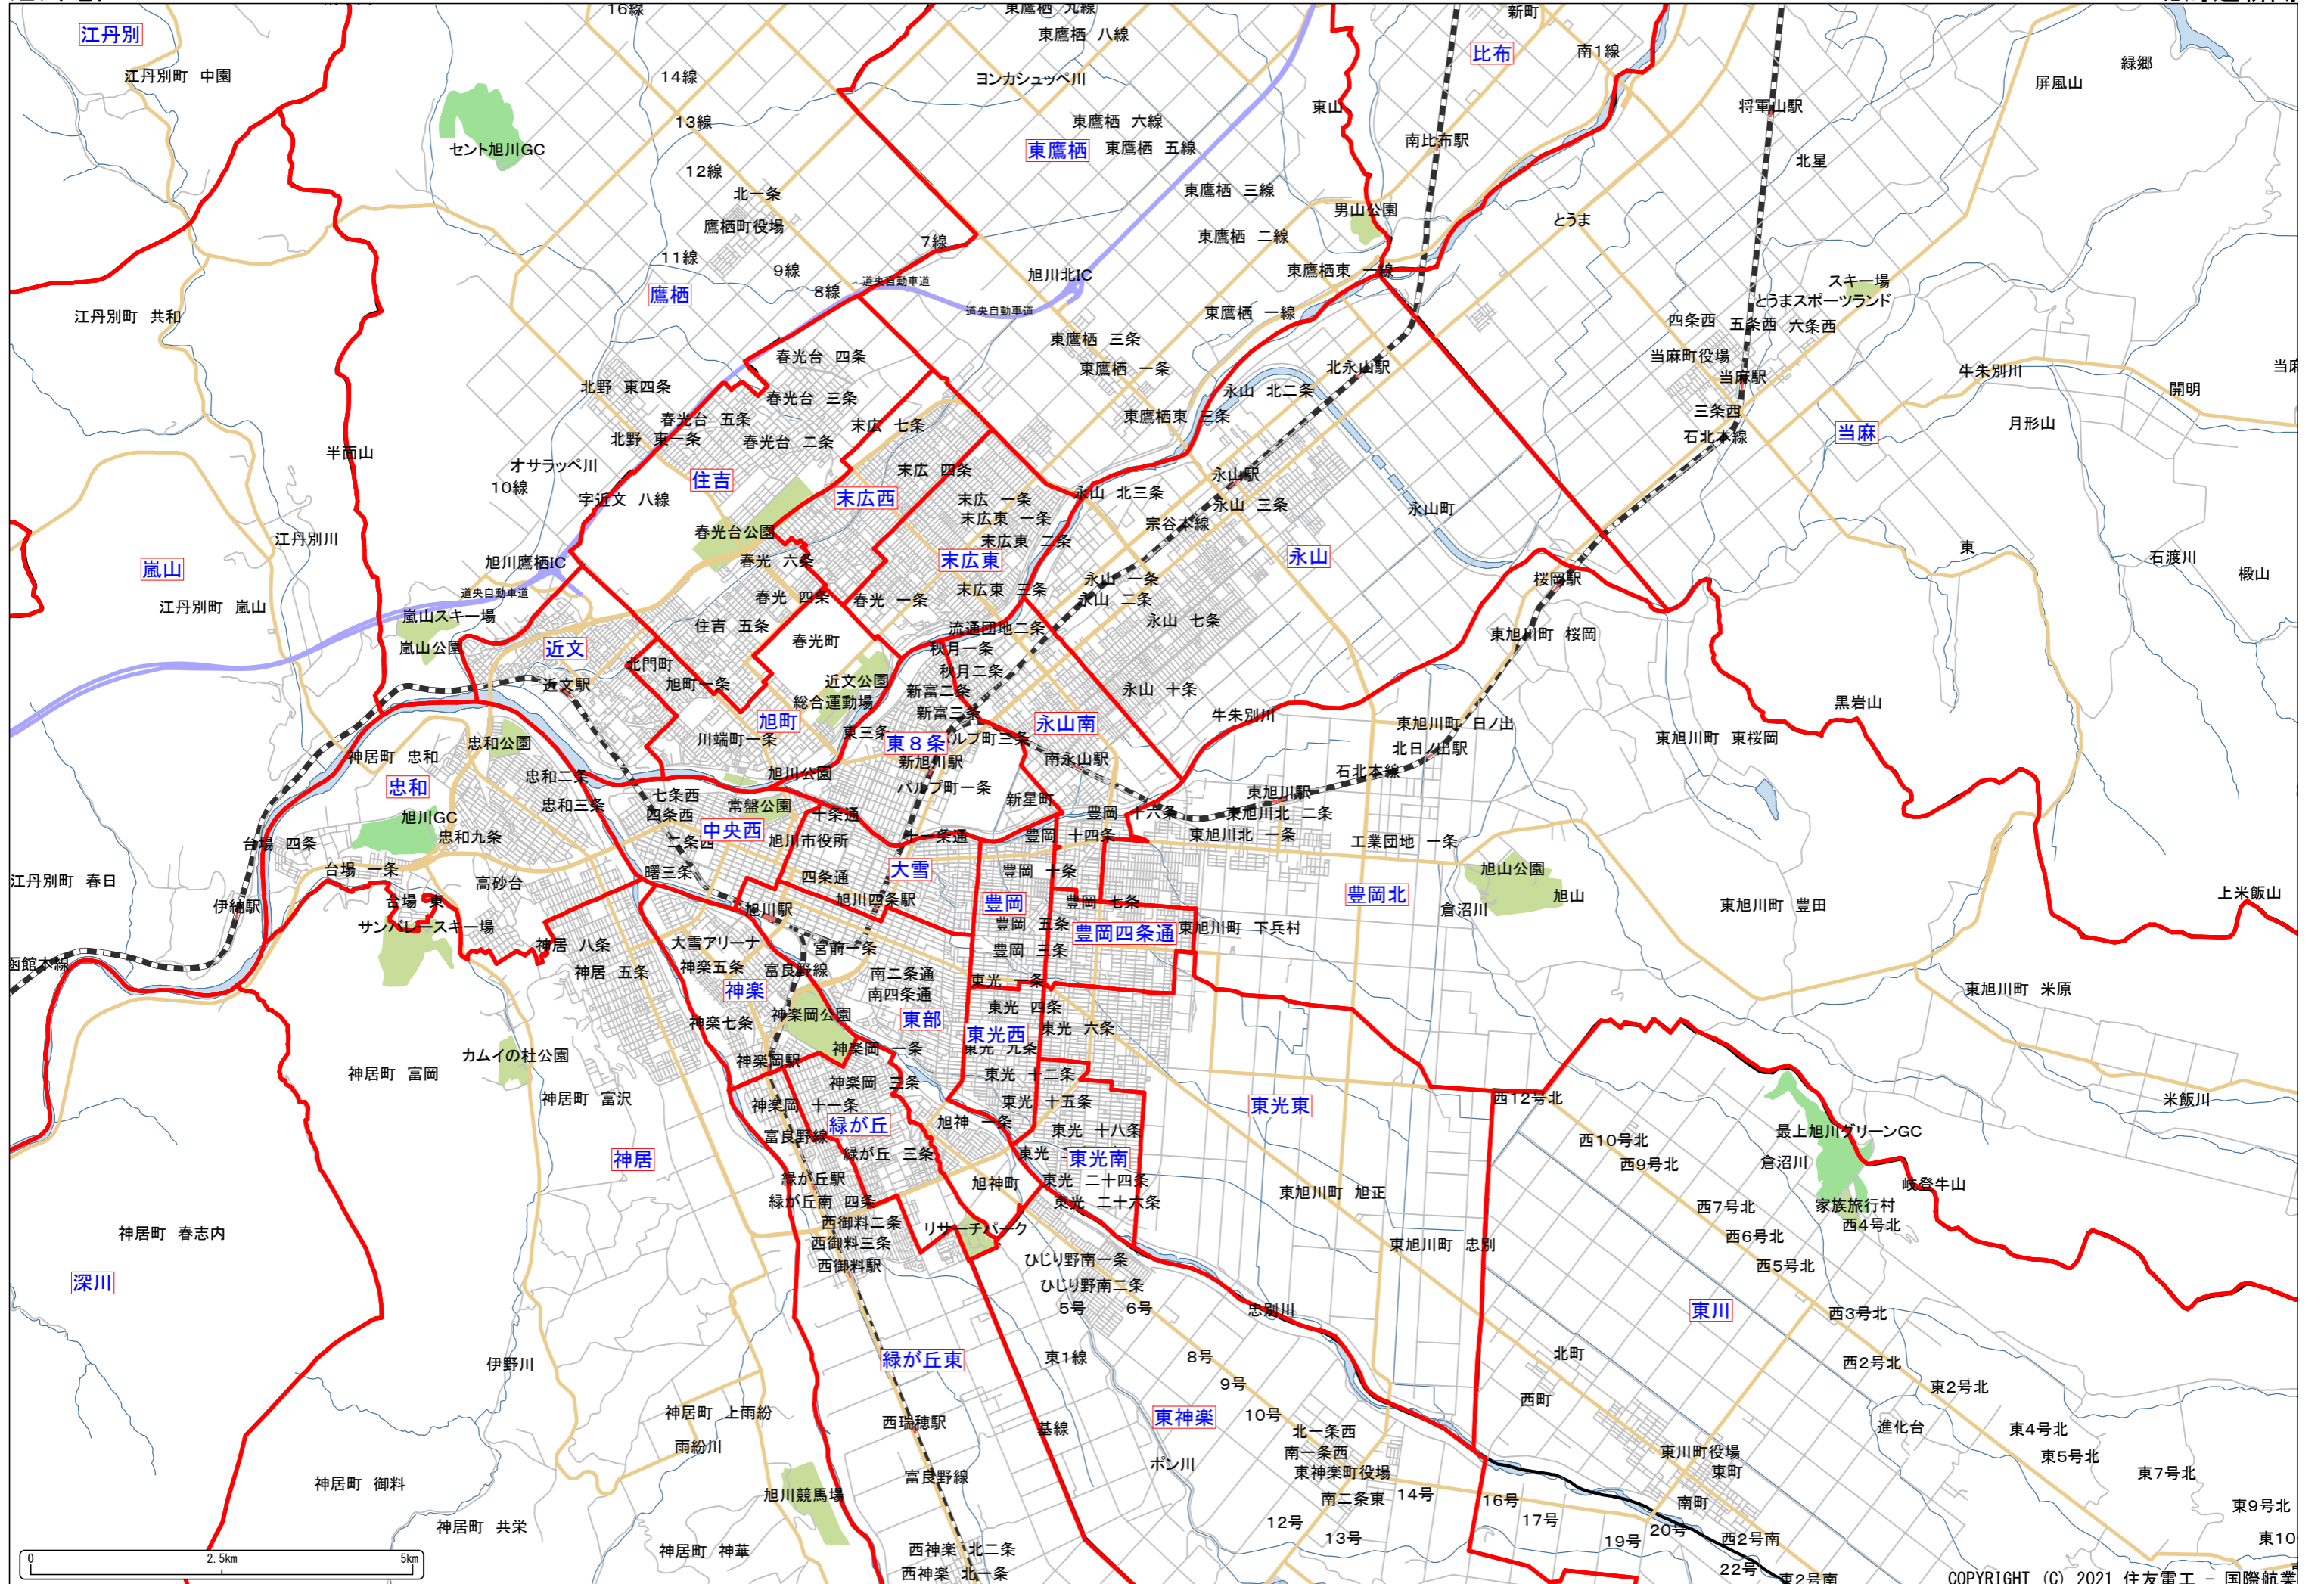 16線
東鷹栖 九線
新町
江丹別
東鷹栖 八線
比布
南1線
緑郷
江丹別町 中園
14線
ヨンカシュッペ川
屏風山
東山
将軍山駅
13線
東鷹栖 六線
セント旭川GC
東鷹栖
東鷹栖 五線
南比布駅
北星
12線
北一条
東鷹栖 三線
鷹栖町役場
男山公園
とうま
7線
東鷹栖 二線
11線
9線
旭川北IC
東鷹栖東 一線
スキー場
鷹栖
8線
道央自動車道
とうまスポーツランド
江丹別町 共和
道央自動車道
東鷹栖 一線
四条西
五条西
六条西
東鷹栖 三条
春光台 四条
当麻町役場
東鷹栖 一条
北永山駅
当麻駅
牛朱別川
北野 東四条
春光台 三条
永山 北二条
開明
春光台 五条
末広 七条
東鷹栖東 三条
三条西
月形山
北野 東一条
春光台 二条
石北本線
当麻
半面山
オサラッペ川
末広 四条
永山駅
10線
住吉
末広西
永山 北三条
字近文 八線
末広 一条
永山 三条
永山町
末広東 一条
宗谷本線
春光台公園
江丹別川
末広東 二条
東
旭川鷹栖IC
春光 六条
末広東
永山
石渡川
嵐山
椴山
道央自動車道
永山 一条
桜岡駅
江丹別町 嵐山
春光 四条
春光 一条
末広東 三条
永山 二条
嵐山スキー場
住吉 五条
流通団地二条
永山 七条
嵐山公園
近文
春光町
秋月一条
東旭川町 桜岡
北門町
秋月二条
近文駅
旭町一条
近文公園
新富二条
永山 十条
総合運動場
新富三条
黒岩山
旭町
東三条
永山南
牛朱別川
東旭川町 日ノ出
川端町一条
東8条
パルプ町三条
東旭川町 東桜岡
忠和公園
北日ノ出駅
神居町 忠和
新旭川駅
南永山駅
旭川公園
石北本線
忠和
忠和二条
パルプ町一条
七条西
常盤公園
新星町
東旭川駅
忠和三条
四条西
十条通
豊岡 十六条
東旭川北 二条
旭川GC
中央西
忠和九条
旭川市役所
十一条通
豊岡 十四条
東旭川北 一条
工業団地 一条
台場 四条
台場 一条
曙三条
大雪
豊岡 十条
旭山公園
江丹別町 春日
高砂台
四条通
豊岡北
旭山
台場 東
旭川四条駅
豊岡
豊岡 七条
上米飯山
伊納駅
旭川駅
倉沼川
東旭川町 豊田
サンバレースキー場
豊岡 五条
豊岡四条通
東旭川町 下兵村
神居 八条
大雪アリーナ
宮前一条
豊岡 三条
函館本線
神居 五条
神楽五条
富良野線
南二条通
東光 一条
神楽
南四条通
東旭川町 米原
東光 四条
神楽岡公園
東部
神楽七条
東光西
東光 六条
カムイの杜公園
神楽岡駅
神楽岡 一条
東光 九条
神居町 富岡
神楽岡 三条
東光 十二条
神居町 富沢
神楽岡 十一条
東光 十五条
東光東
西12号北
米飯川
緑が丘
旭神 一条
東光 十八条
富良野線
西10号北
最上旭川グリーンGC
緑が丘 三条
東光南
西9号北
倉沼川
神居
緑が丘駅
旭神町
東光 二十四条
東旭川町 旭正
岐登牛山
緑が丘南 四条
東光 二十六条
西7号北
家族旅行村
西御料二条
リサーチパーク
西4号北
神居町 春志内
西御料三条
西6号北
西御料駅
ひじり野南一条
東旭川町 忠別
西5号北
深川
ひじり野南二条
5号
6号
忠別川
東川
西3号北
伊野川
緑が丘東
東1線
8号
北町
西2号北
9号
東2号北
西町
神居町 上雨紛
西瑞穂駅
基線
東神楽
10号
北一条西
進化台
東4号北
雨紛川
南一条西
東川町役場
東5号北
ポン川
東神楽町役場
東町
富良野線
東7号北
神居町 御料
旭川競馬場
南二条東
14号
16号
南町
東9号北
神居町 共栄
12号
17号
20号
13号
19号
西2号南
神居町 神華
西神楽 北二条
22号
西神楽 北一条
東2号南
0 2.5km 5km
COPYRIGHT (C) 2021 住友電工 - 国際航業